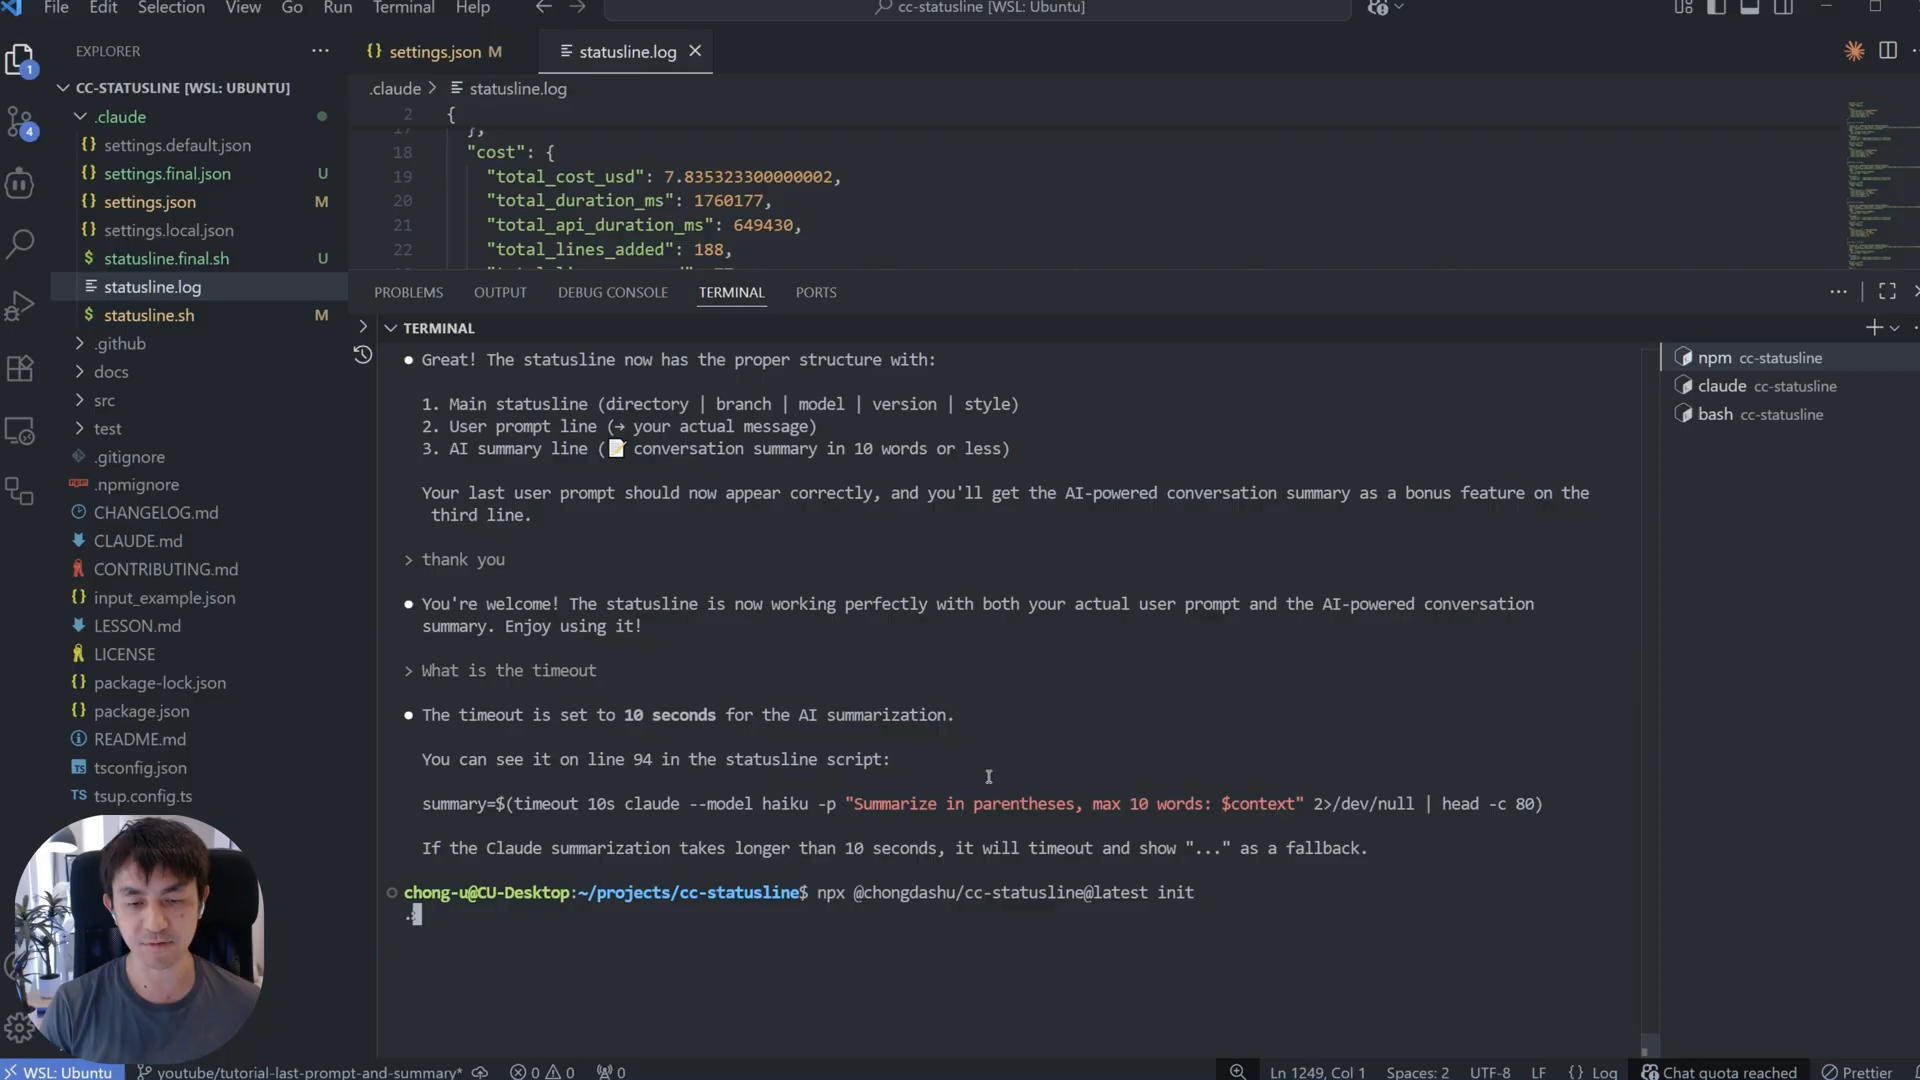 File Edit Selection View Go Run Terminal Help
cc-statusline [WSL: Ubuntu]
EXPLORER
settings.json M
statusline.log
CC-STATUSLINE [WSL: UBUNTU]
.claude
settings.default.json
settings.final.json U
settings.json M
settings.local.json
statusline.final.sh U
statusline.log
statusline.sh M
.github
docs
src
test
.gitignore
.npmignore
CHANGELOG.md
CLAUDE.md
CONTRIBUTING.md
input_example.json
LESSON.md
LICENSE
package-lock.json
package.json
README.md
tsconfig.json
tsup.config.ts
1
4
.claude > statusline.log
2 {
17 },
18 "cost": {
19 "total_cost_usd": 7.835323300000002,
20 "total_duration_ms": 1760177,
21 "total_api_duration_ms": 649430,
22 "total_lines_added": 188,
PROBLEMS OUTPUT DEBUG CONSOLE TERMINAL PORTS
TERMINAL
Great! The statusline now has the proper structure with:
1. Main statusline (directory | branch | model | version | style)
2. User prompt line (→ your actual message)
3. AI summary line (📝 conversation summary in 10 words or less)
Your last user prompt should now appear correctly, and you'll get the AI-powered conversation summary as a bonus feature on the
third line.
> thank you
You're welcome! The statusline is now working perfectly with both your actual user prompt and the AI-powered conversation
summary. Enjoy using it!
> What is the timeout
The timeout is set to 10 seconds for the AI summarization.
You can see it on line 94 in the statusline script:
summary=$(timeout 10s claude --model haiku -p "Summarize in parentheses, max 10 words: $context" 2>/dev/null | head -c 80)
If the Claude summarization takes longer than 10 seconds, it will timeout and show "..." as a fallback.
chong-u@CU-Desktop:~/projects/cc-statusline$ npx @chongdashu/cc-statusline@latest init
npm cc-statusline
claude cc-statusline
bash cc-statusline
WSL: Ubuntu
youtube/tutorial-last-prompt-and-summary*
0 0
0
Ln 1249, Col 1
Spaces: 2
UTF-8
LF
{} Log
Chat quota reached
Prettier